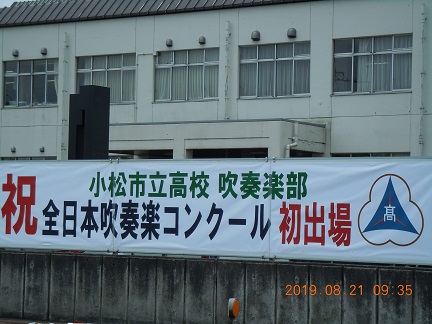 祝
小松市立高校 吹奏楽部
全日本吹奏楽コンクール 初出場
高
2019.08.21 09:35